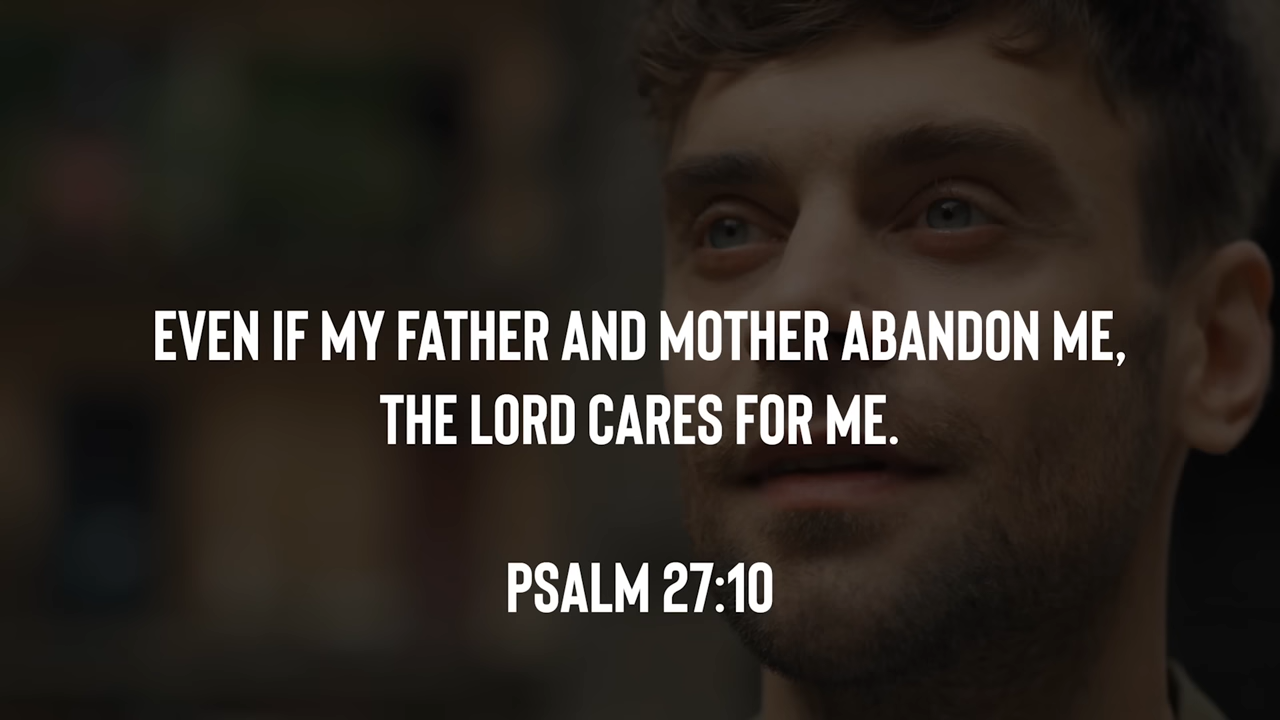 EVEN IF MY FATHER AND MOTHER ABANDON ME,
THE LORD CARES FOR ME.
PSALM 27:10